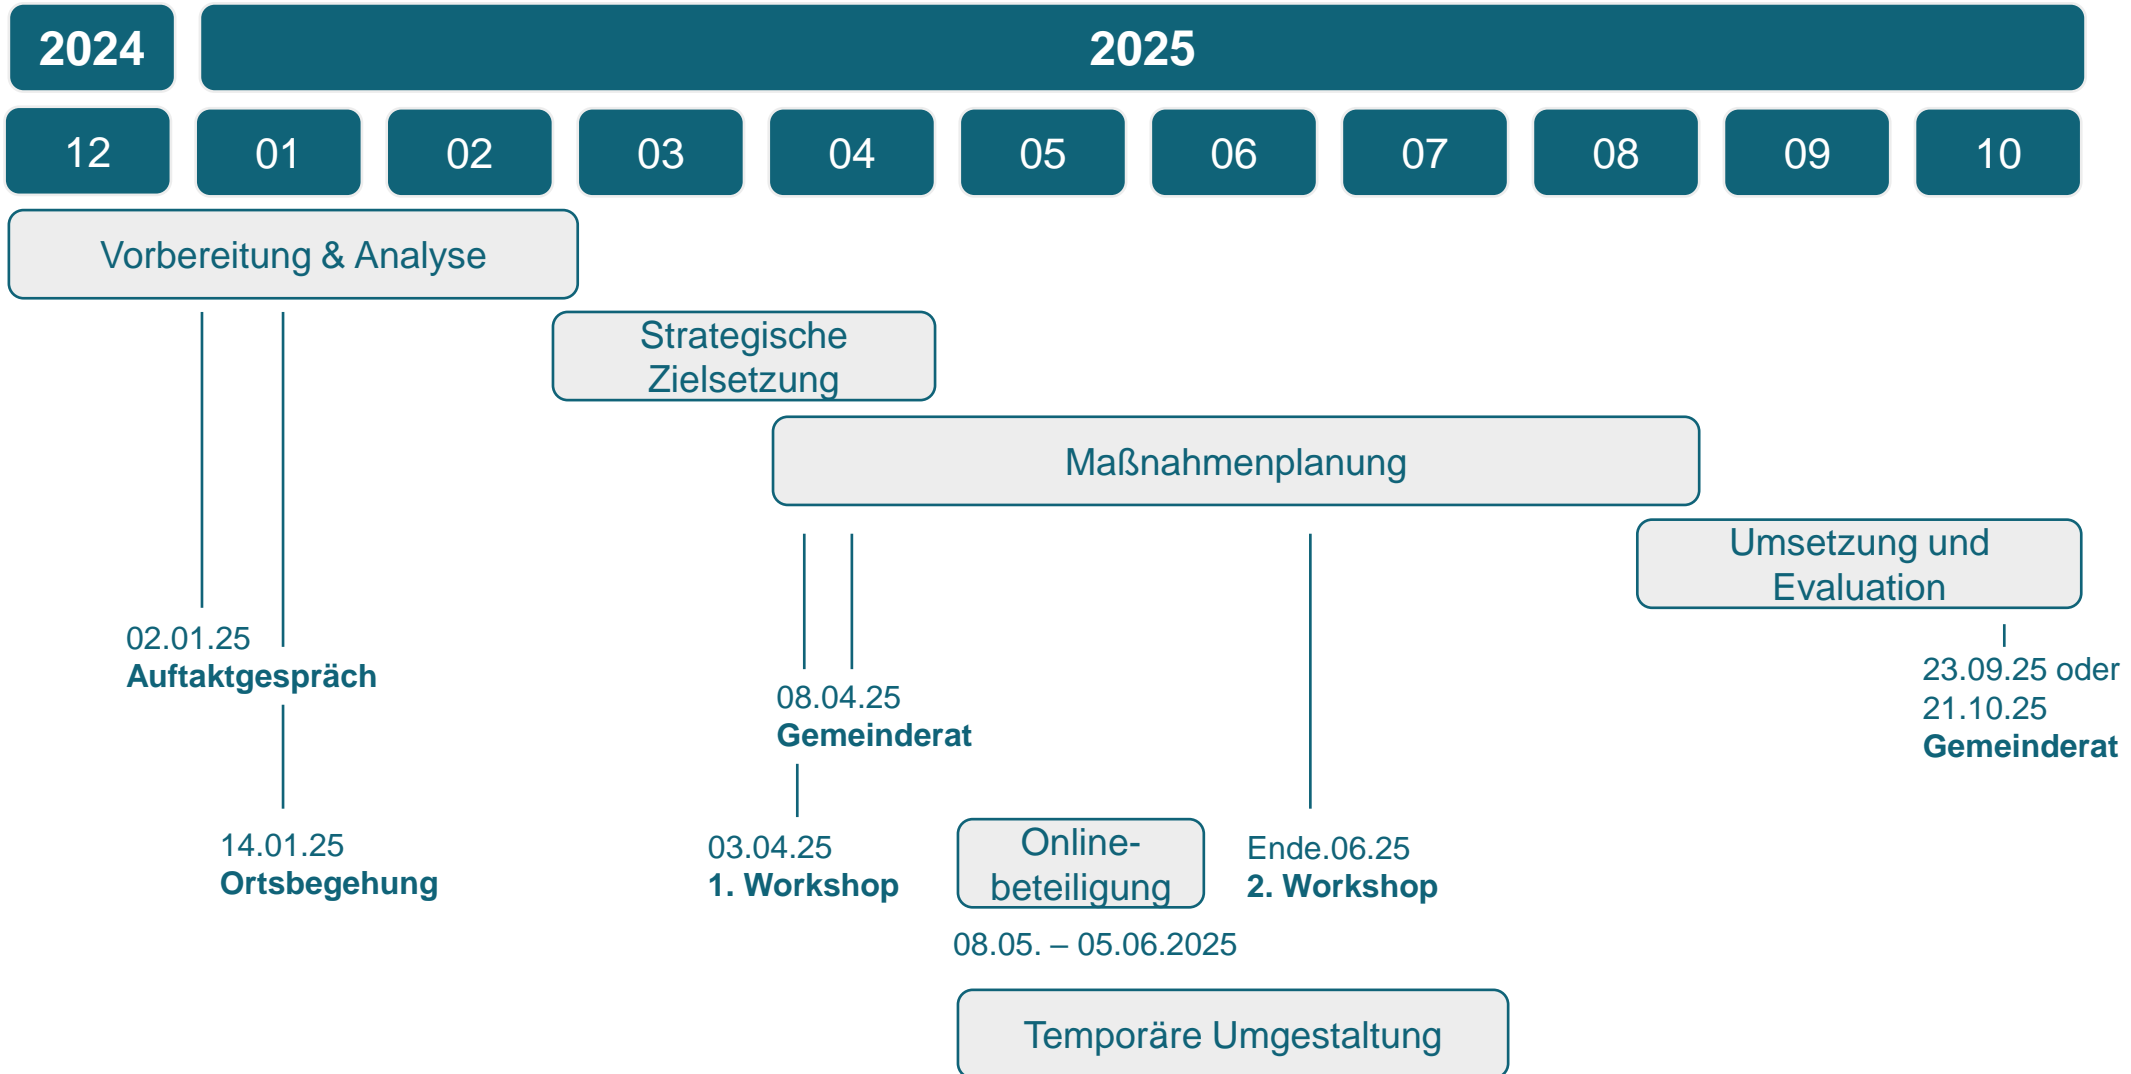 2024
2025
12
01
02
03
04
05
06
07
08
09
10
Vorbereitung & Analyse
Strategische
Zielsetzung
Maßnahmenplanung
Umsetzung und
Evaluation
02.01.25
Auftaktgespräch
08.04.25
Gemeinderat
23.09.25 oder
21.10.25
Gemeinderat
14.01.25
Ortsbegehung
03.04.25
1. Workshop
Online-
beteiligung
08.05. – 05.06.2025
Ende.06.25
2. Workshop
Temporäre Umgestaltung